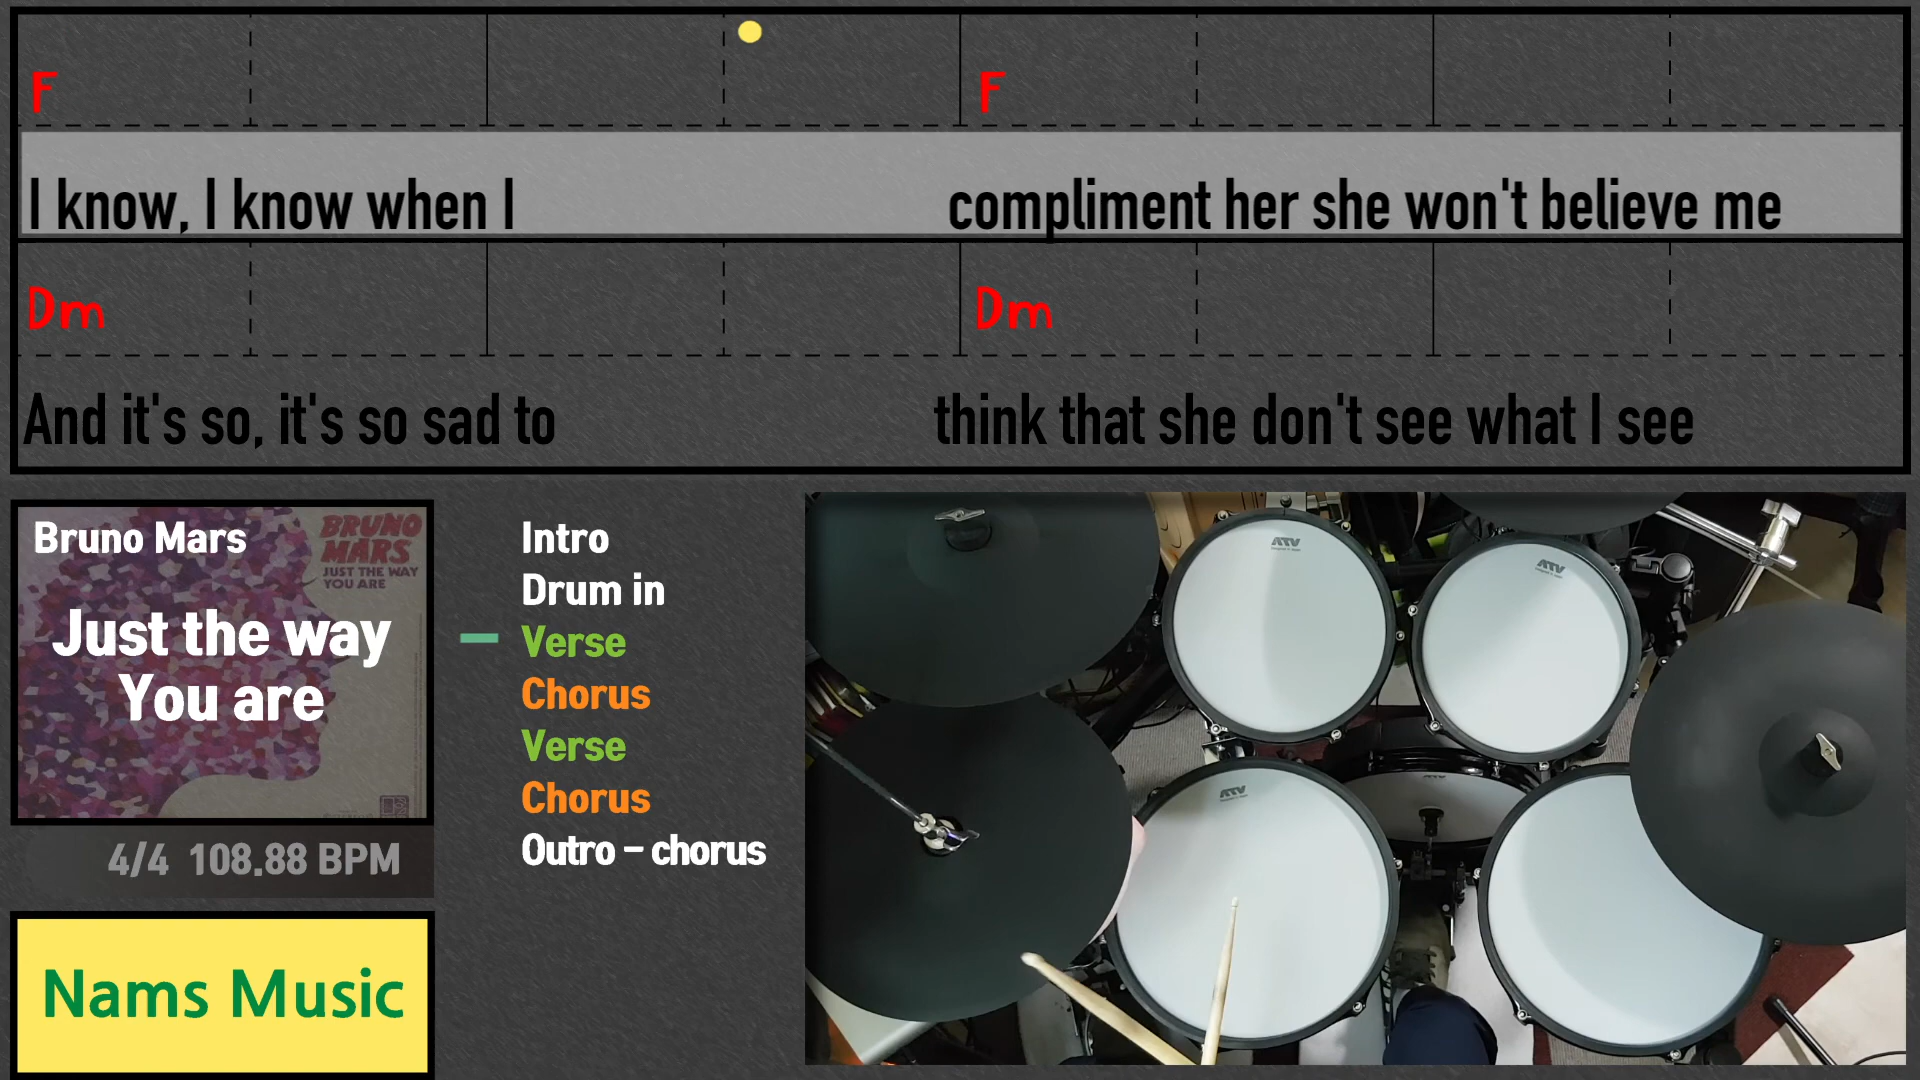 F F
I know, I know when I compliment her she won't believe me
Dm Dm
And it's so, it's so sad to think that she don't see what I see
Bruno Mars
BRUNO
MARS
JUST THE WAY
YOU ARE
Just the way
You are
4/4 108.88 BPM
Nams Music
Intro
Drum in
Verse
Chorus
Verse
Chorus
Outro – chorus
ATV
ATV
ATV
ATV